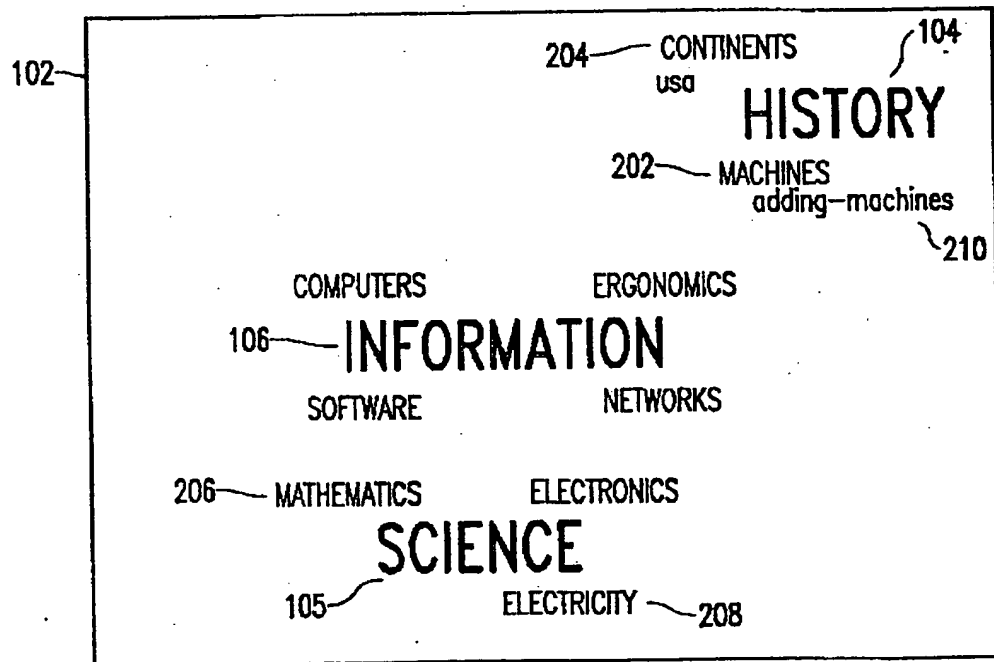 204 CONTINENTS 104
102 usa
HISTORY
202 MACHINES
adding-machines
210
COMPUTERS ERGONOMICS
106 INFORMATION
SOFTWARE NETWORKS
206 MATHEMATICS ELECTRONICS
SCIENCE
105 ELECTRICITY 208